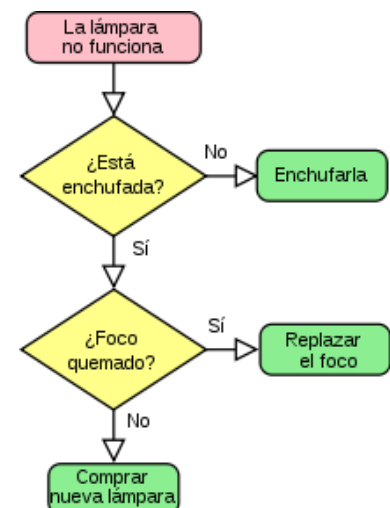 La lámpara
no funciona
¿Está
enchufada?
No
Enchufarla
Sí
¿Foco
quemado?
Sí
Replazar
el foco
No
Comprar
nueva lámpara